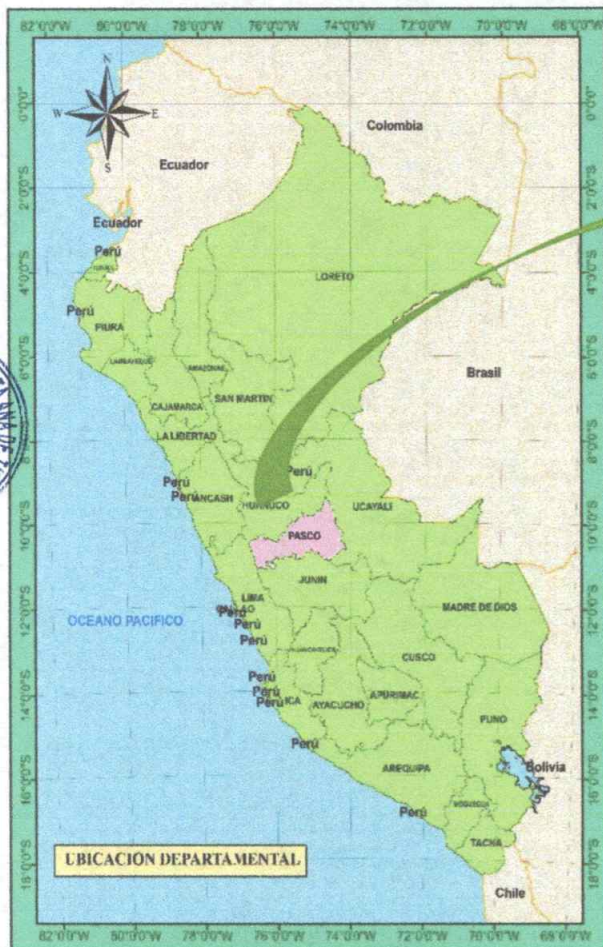 82°0'0"W 80°0'0"W 78°0'0"W 76°0'0"W 74°0'0"W 72°0'0"W 70°0'0"W 68°0'0"W
N
W E
S
0°0'0"
Colombia
Ecuador
2°0'0"S
Ecuador
Perú
4°0'0"S
LORETO
Perú
PIURA
6°0'0"S
LAMBAYEQUE
AMAZONAS
Brasil
SAN MARTIN
CAJAMARCA
LA LIBERTAD
8°0'0"S
Perú
Perú
Perú
ANCASH
HUANUCO
UCAYALI
10°0'0"S
PASCO
JUNIN
LIMA
CALLAO
Perú
MADRE DE DIOS
12°0'0"S
OCEANO PACIFICO
Perú
Perú
HUANCAVELICA
CUSCO
Perú
Perú
14°0'0"S
Perú
ICA
AYACUCHO
APURIMAC
PUNO
Perú
AREQUIPA
Bolivia
16°0'0"S
Perú
MOQUEGUA
TACNA
UBICACIÓN DEPARTAMENTAL
18°0'0"S
Chile
82°0'0"W 80°0'0"W 78°0'0"W 76°0'0"W 74°0'0"W 72°0'0"W 70°0'0"W 69°0'0"W